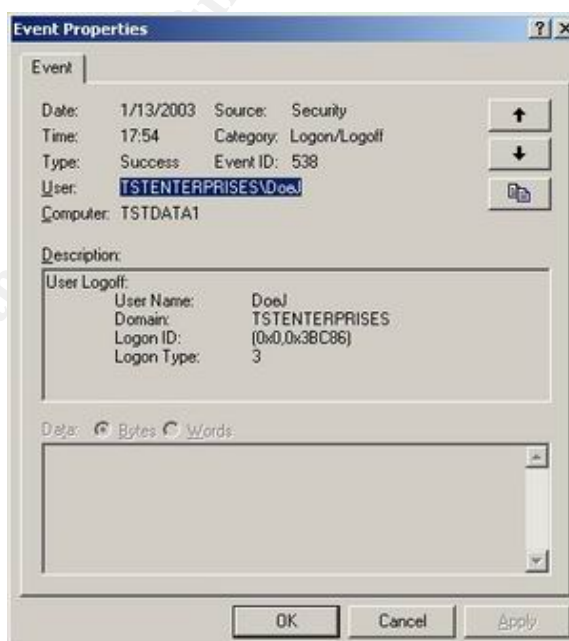 Event Properties
Event
Date: 1/13/2003 Source: Security
Time: 17:54 Category: Logon/Logoff
Type: Success Event ID: 538
User: TSTENTERPRISES\DoeJ
Computer: TSTDATA1
Description:
User Logoff:
User Name: DoeJ
Domain: TSTENTERPRISES
Logon ID: (0x0,0x3BC86)
Logon Type: 3
Data: Bytes Words
OK Cancel Apply